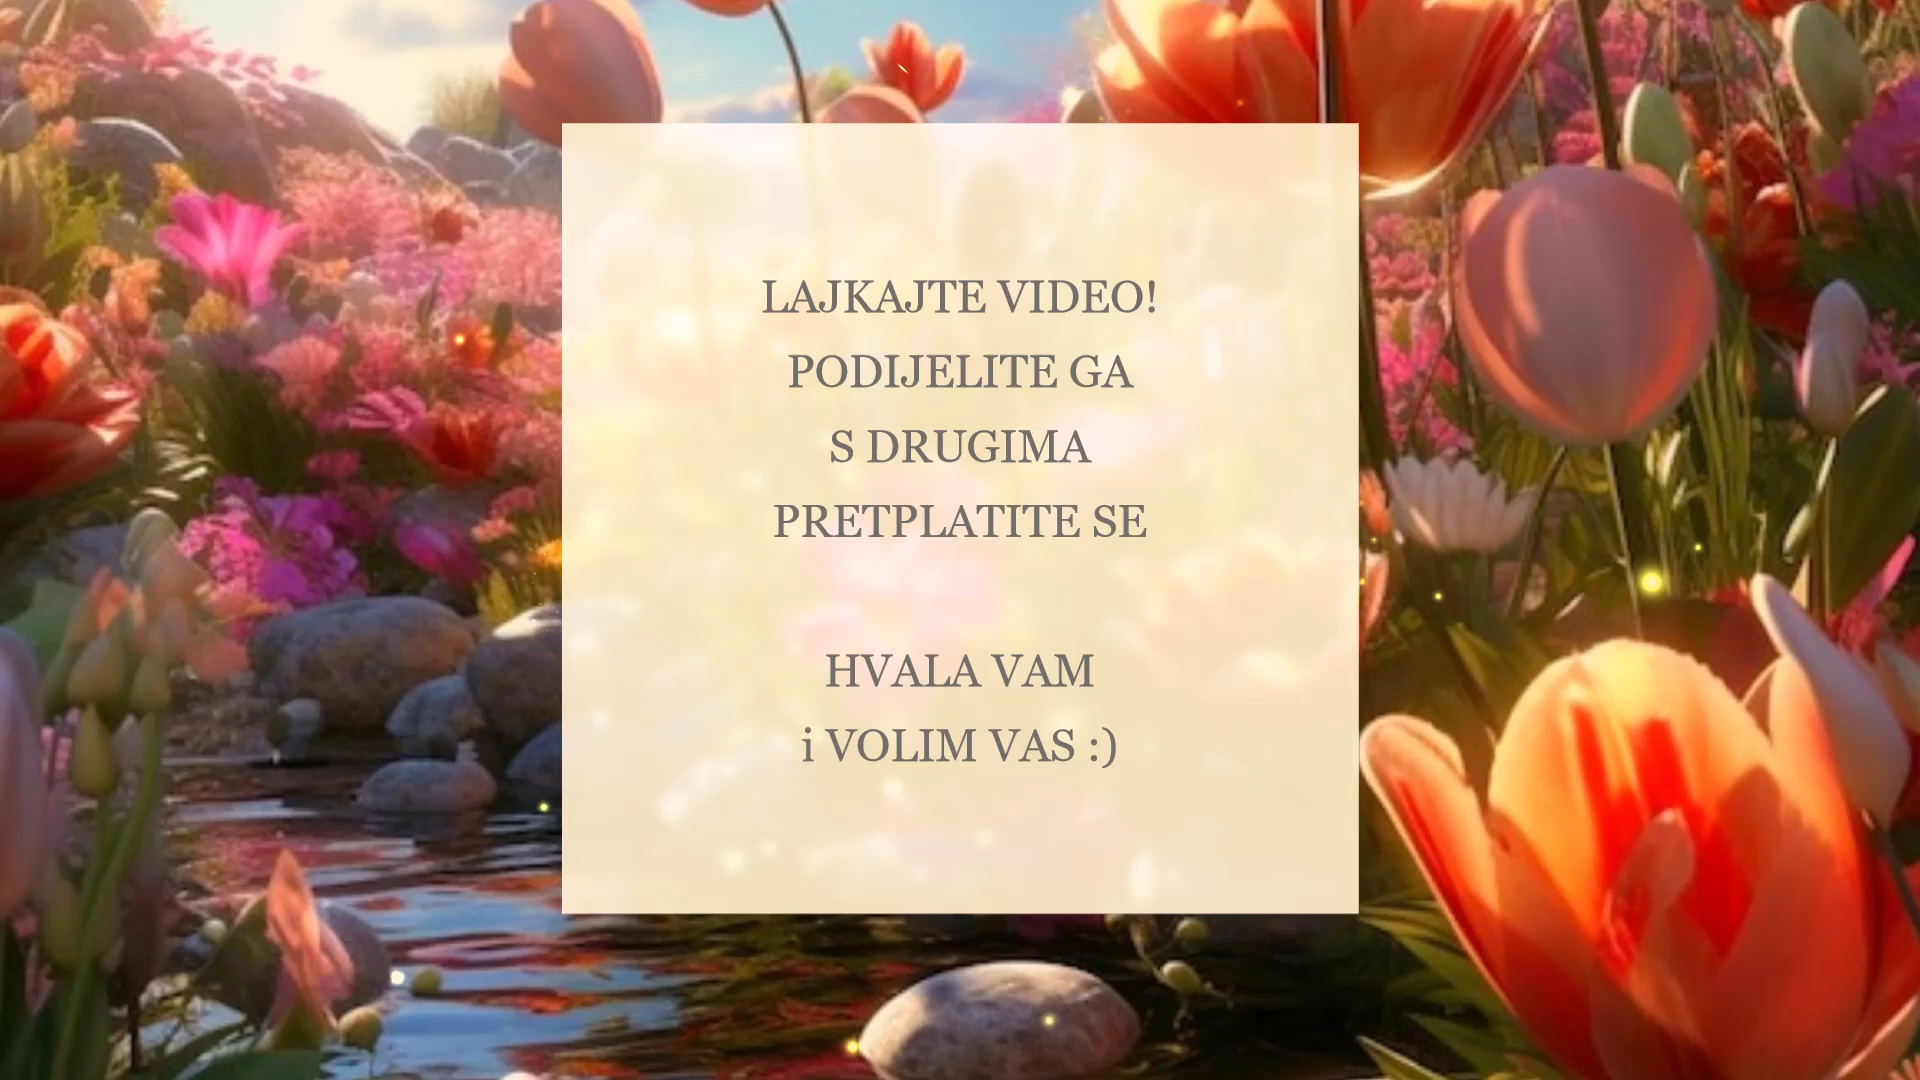 LAJKAJTE VIDEO!
PODIJELITE GA
S DRUGIMA
PRETPLATITE SE
HVALA VAM
i VOLIM VAS :)